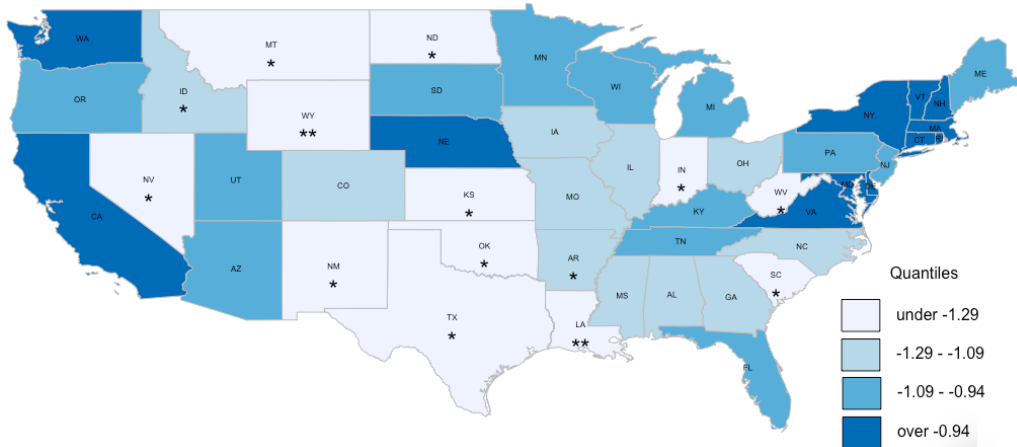 WA
MT
*
ND
*
MN
ME
OR
ID
*
SD
WI
MI
VT
NH
WY
**
NY
MA
CT
NE
IA
PA
NJ
NV
*
UT
CO
IL
IN
*
OH
MD
DE
CA
KS
*
MO
WV
*
VA
KY
AZ
NM
*
OK
*
AR
*
TN
NC
SC
*
TX
*
LA
**
MS
AL
GA
FL
Quantiles
under -1.29
-1.29 - -1.09
-1.09 - -0.94
over -0.94